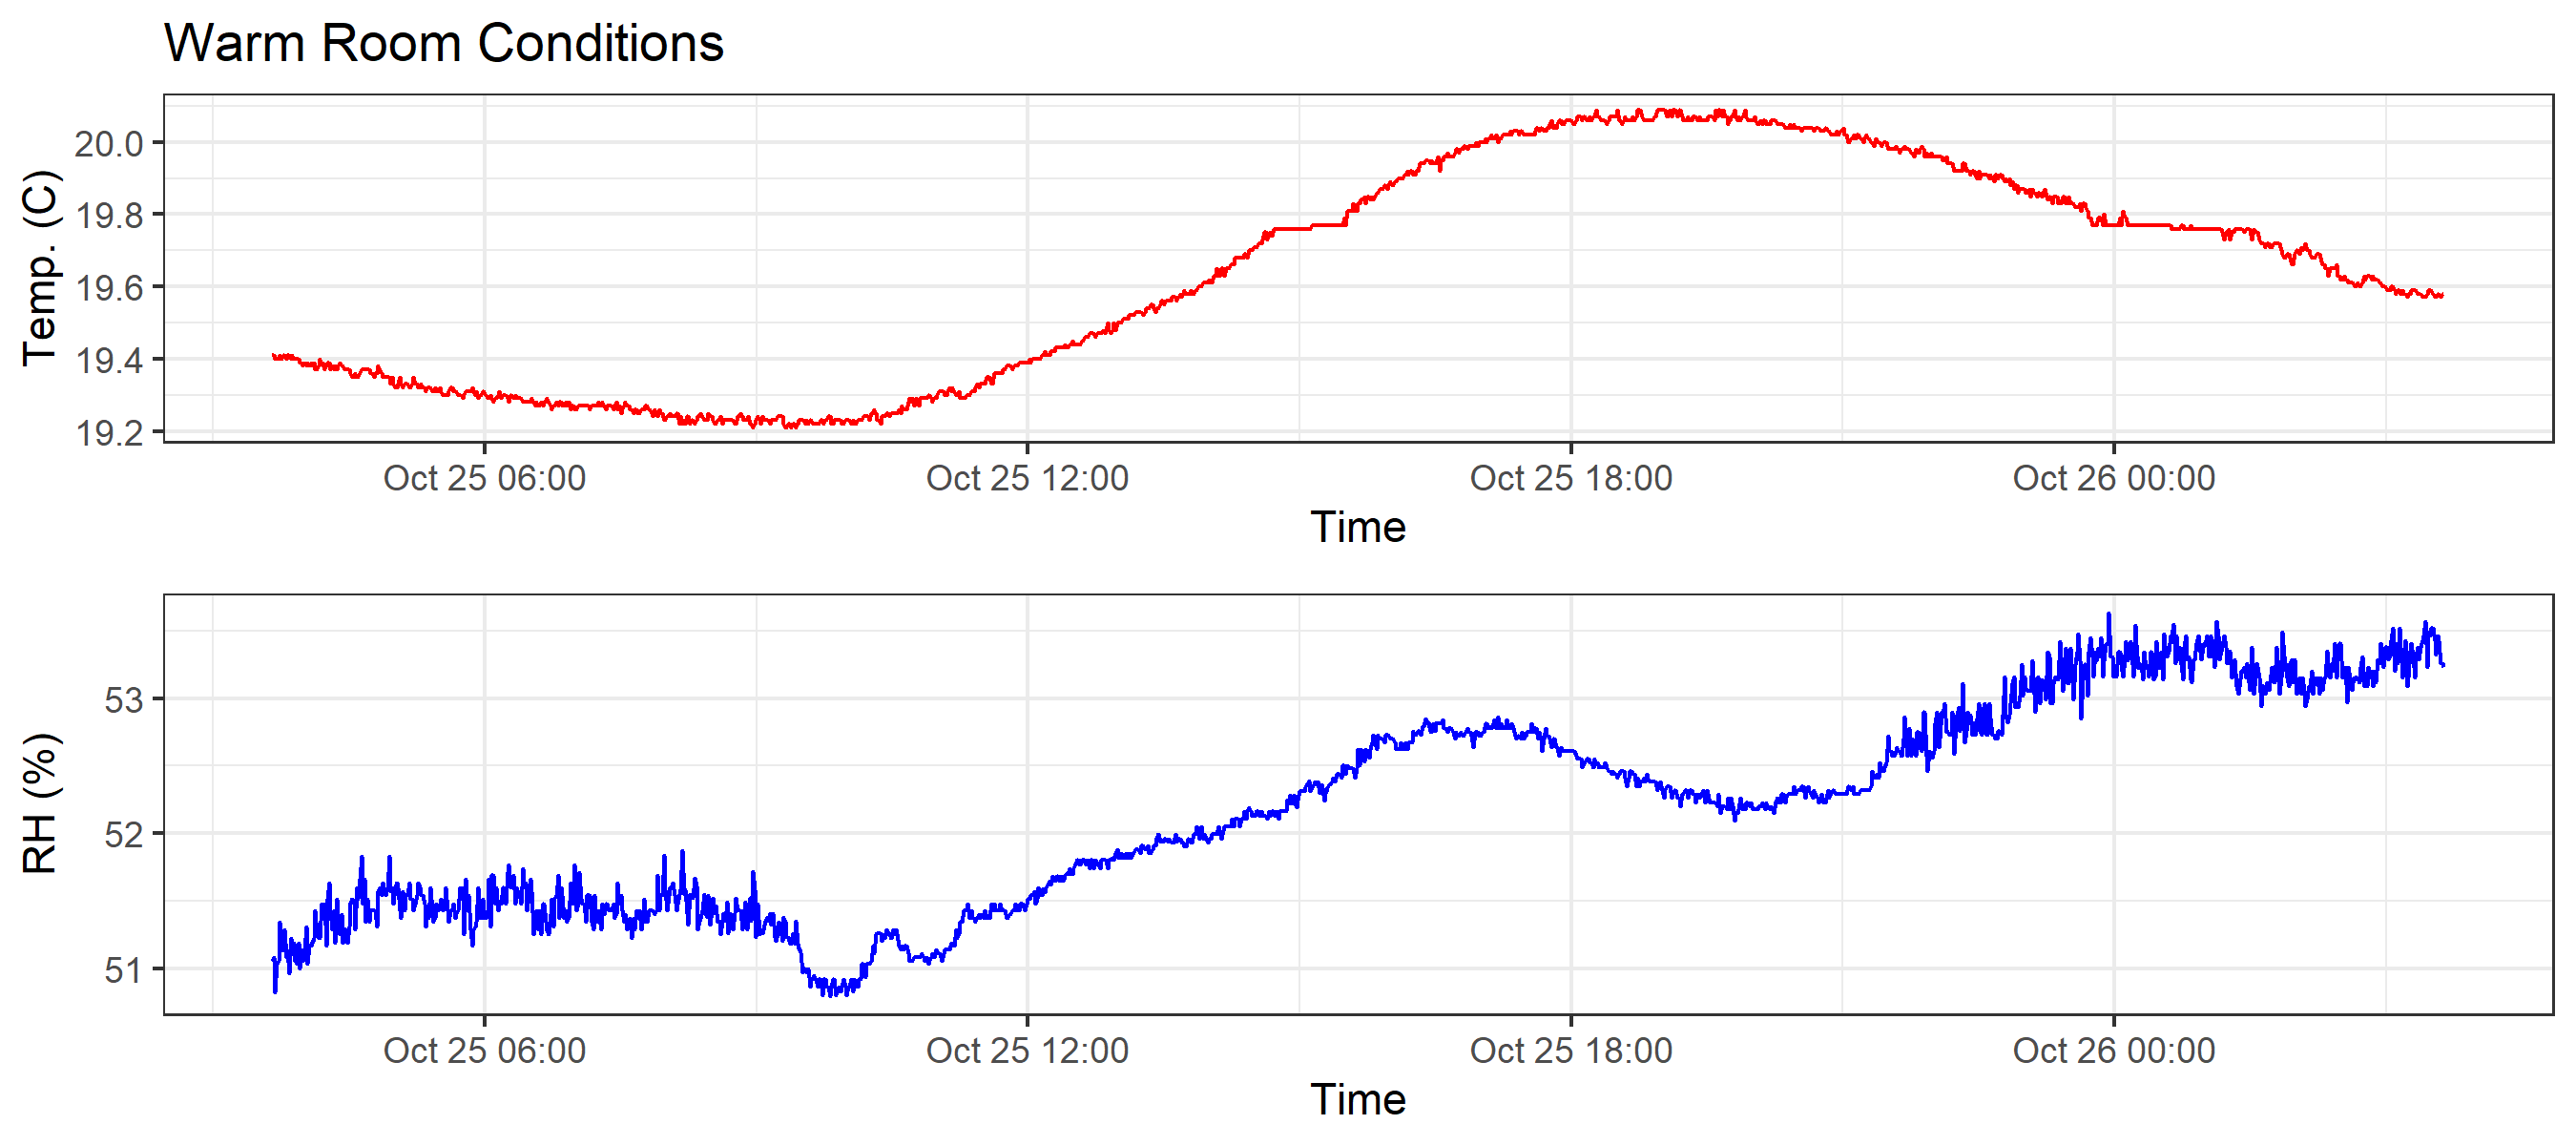 Warm Room Conditions
Temp. (C)
20.0
19.8
19.6
19.4
19.2
Oct 25 06:00 Oct 25 12:00 Oct 25 18:00 Oct 26 00:00
Time
RH (%)
53
52
51
Oct 25 06:00 Oct 25 12:00 Oct 25 18:00 Oct 26 00:00
Time